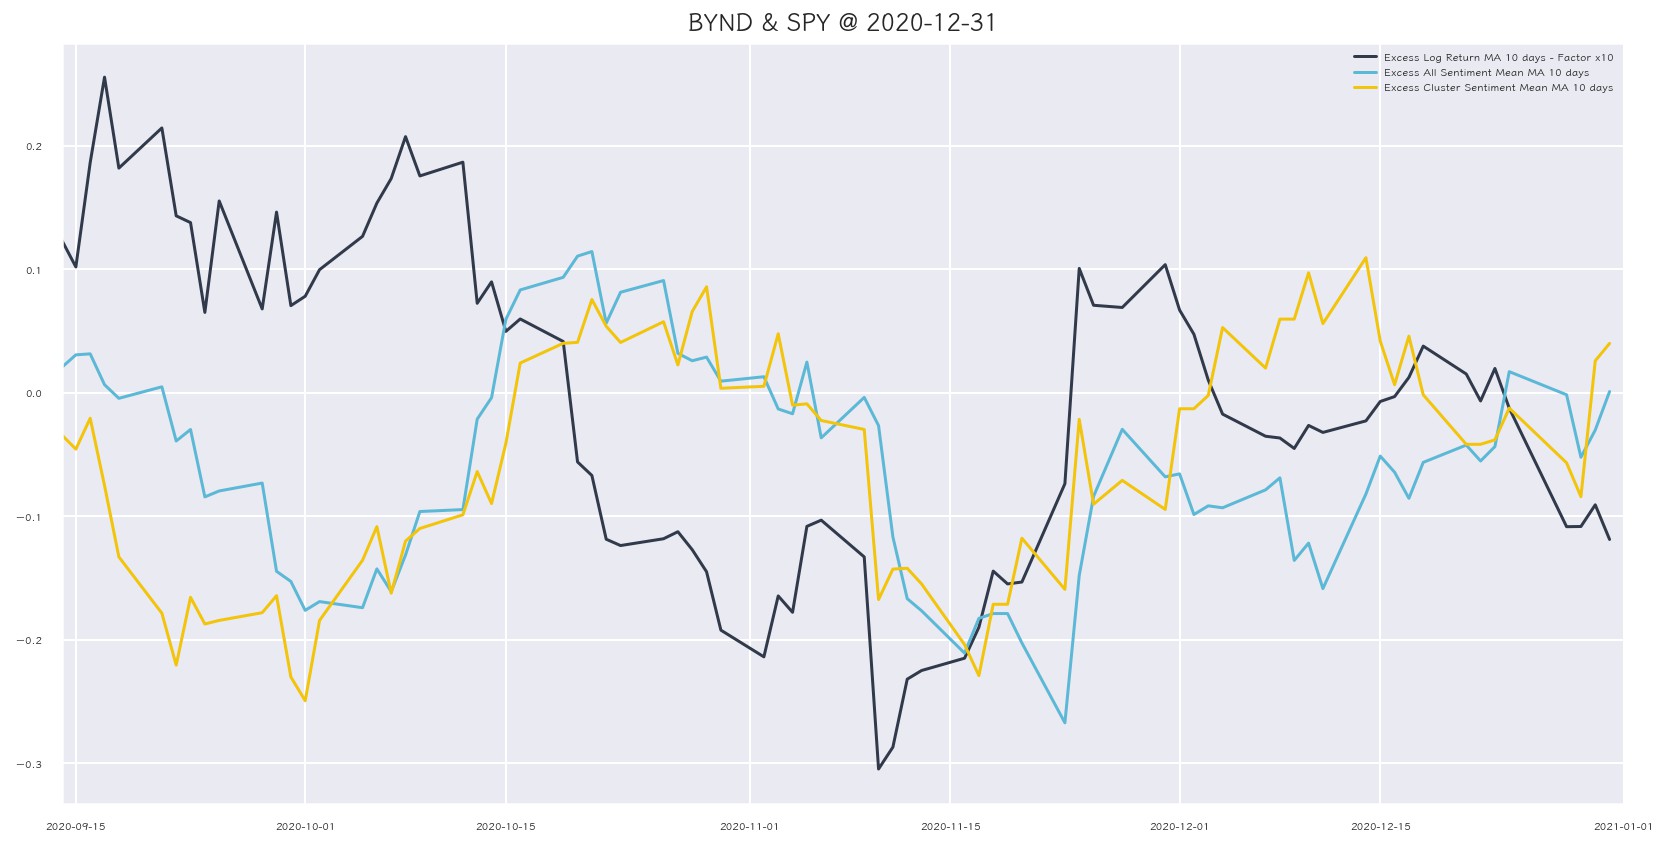 BYND & SPY @ 2020-12-31
Excess Log Return MA 10 days - Factor x10
Excess All Sentiment Mean MA 10 days
Excess Cluster Sentiment Mean MA 10 days
0.2
0.1
0.0
−0.1
−0.2
−0.3
2020-09-15 2020-10-01 2020-10-15 2020-11-01 2020-11-15 2020-12-01 2020-12-15 2021-01-01